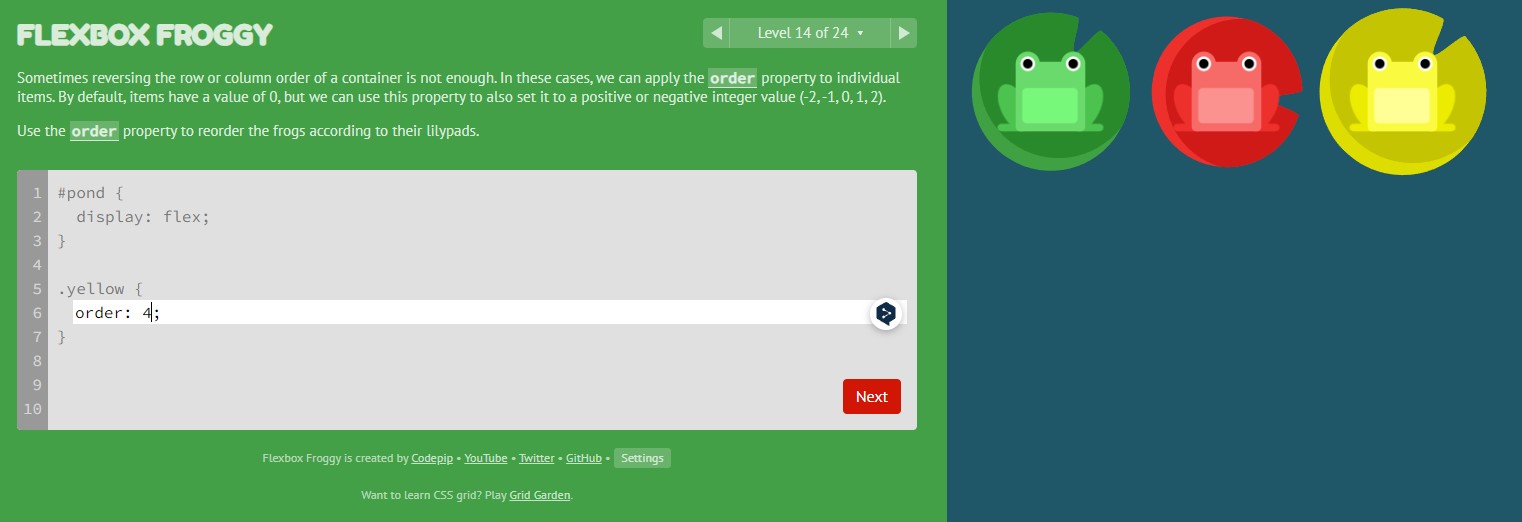 FLEXBOX FROGGY
Level 14 of 24
Sometimes reversing the row or column order of a container is not enough. In these cases, we can apply the order property to individual
items. By default, items have a value of 0, but we can use this property to also set it to a positive or negative integer value (-2, -1, 0, 1, 2).
Use the order property to reorder the frogs according to their lilypads.
1 #pond {
2 display: flex;
3 }
4
5 .yellow {
6 order: 4;
7 }
8
9
10
Next
Flexbox Froggy is created by Codepip • YouTube • Twitter • GitHub • Settings
Want to learn CSS grid? Play Grid Garden.